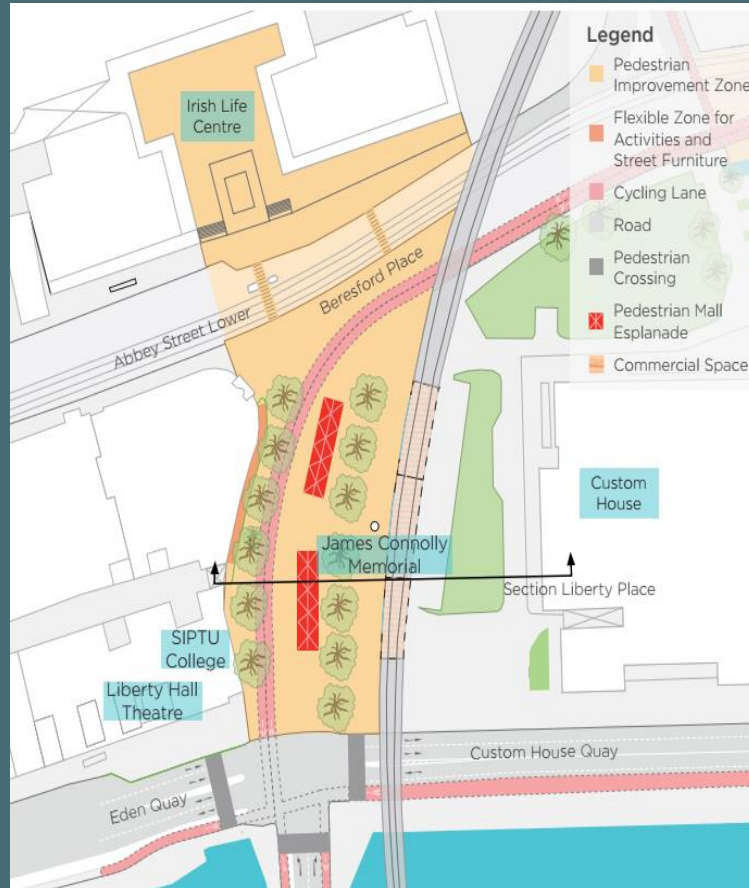 Legend
Pedestrian
Improvement Zone
Flexible Zone for
Activities and
Street Furniture
Cycling Lane
Road
Pedestrian
Crossing
Pedestrian Mall
Esplanade
Commercial Space
Irish Life
Centre
Beresford Place
Abbey Street Lower
Custom
House
James Connolly
Memorial
Section Liberty Place
SIPTU
College
Liberty Hall
Theatre
Custom House Quay
Eden Quay